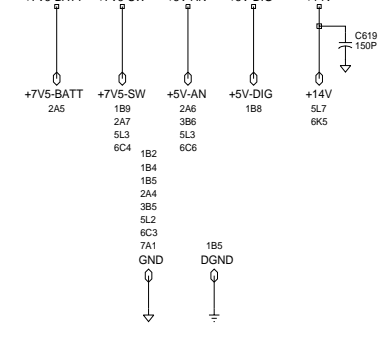 C619
150P
+7V5-BATT +7V5-SW +5V-AN +5V-DIG +14V
2A5 1B9 2A6 1B8 5L7
2A7 3B6 6K5
5L3 5L3
6C4 6C6
1B2
1B4
1B5
2A4
3B5
5L2
6C3
7A1 1B5
GND DGND